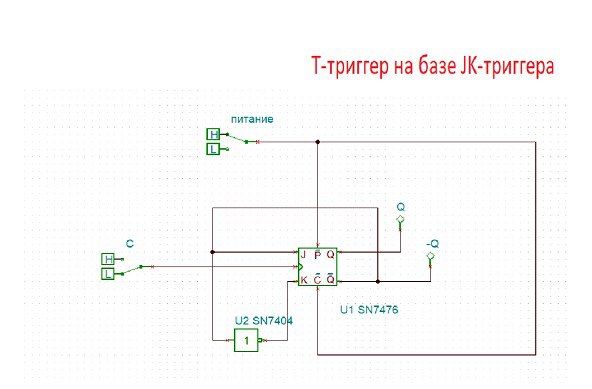 Т-триггер на базе JK-триггера
питание
H
L
Q
-Q
C
H
L
J P Q
K C Q
U1 SN7476
U2 SN7404
1